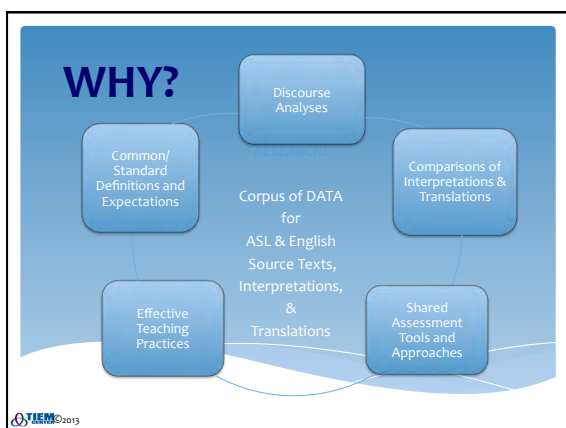 WHY?
Discourse
Analyses
Common/
Standard
Definitions and
Expectations
Comparisons of
Interpretations &
Translations
RESEARCH!
Corpus of DATA
for
ASL & English
Source Texts,
Interpretations,
&
Translations
Effective
Teaching
Practices
Shared
Assessment
Tools and
Approaches
TIEM
CENTER
©2013